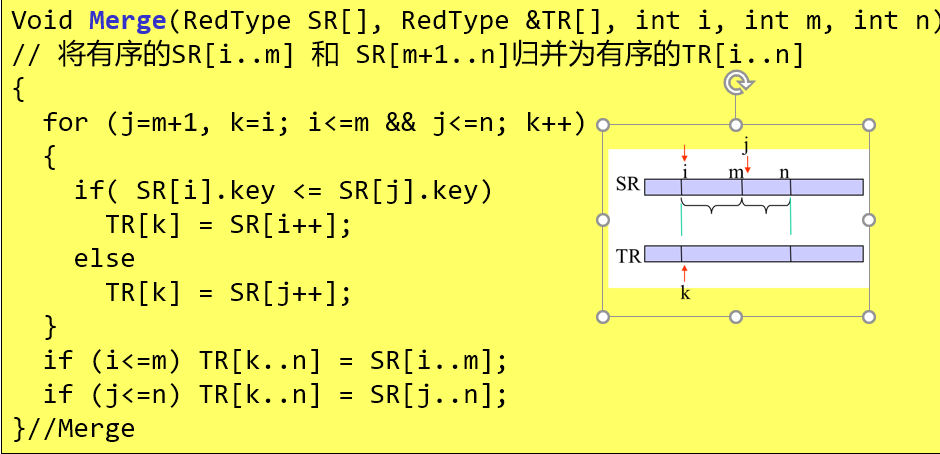 Void Merge(RedType SR[], RedType &TR[], int i, int m, int n)
// 将有序的SR[i..m] 和 SR[m+1..n]归并为有序的TR[i..n]
{
for (j=m+1, k=i; i<=m && j<=n; k++)
{
if( SR[i].key <= SR[j].key)
TR[k] = SR[i++];
else
TR[k] = SR[j++];
}
if (i<=m) TR[k..n] = SR[i..m];
if (j<=n) TR[k..n] = SR[j..n];
}//Merge
j
i m n
SR
TR
k